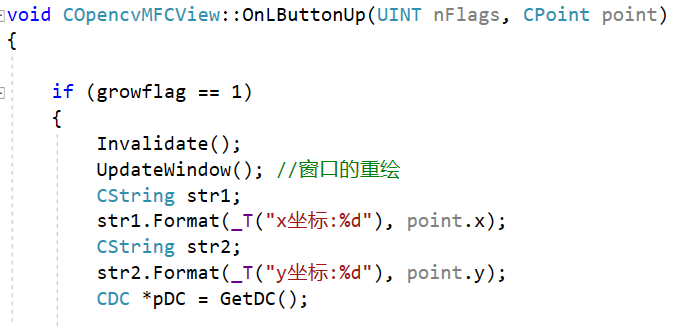 void COpencvMFCView::OnLButtonUp(UINT nFlags, CPoint point)
{
if (growflag == 1)
{
Invalidate();
UpdateWindow(); //窗口的重绘
CString str1;
str1.Format(_T("x坐标:%d"), point.x);
CString str2;
str2.Format(_T("y坐标:%d"), point.y);
CDC *pDC = GetDC();